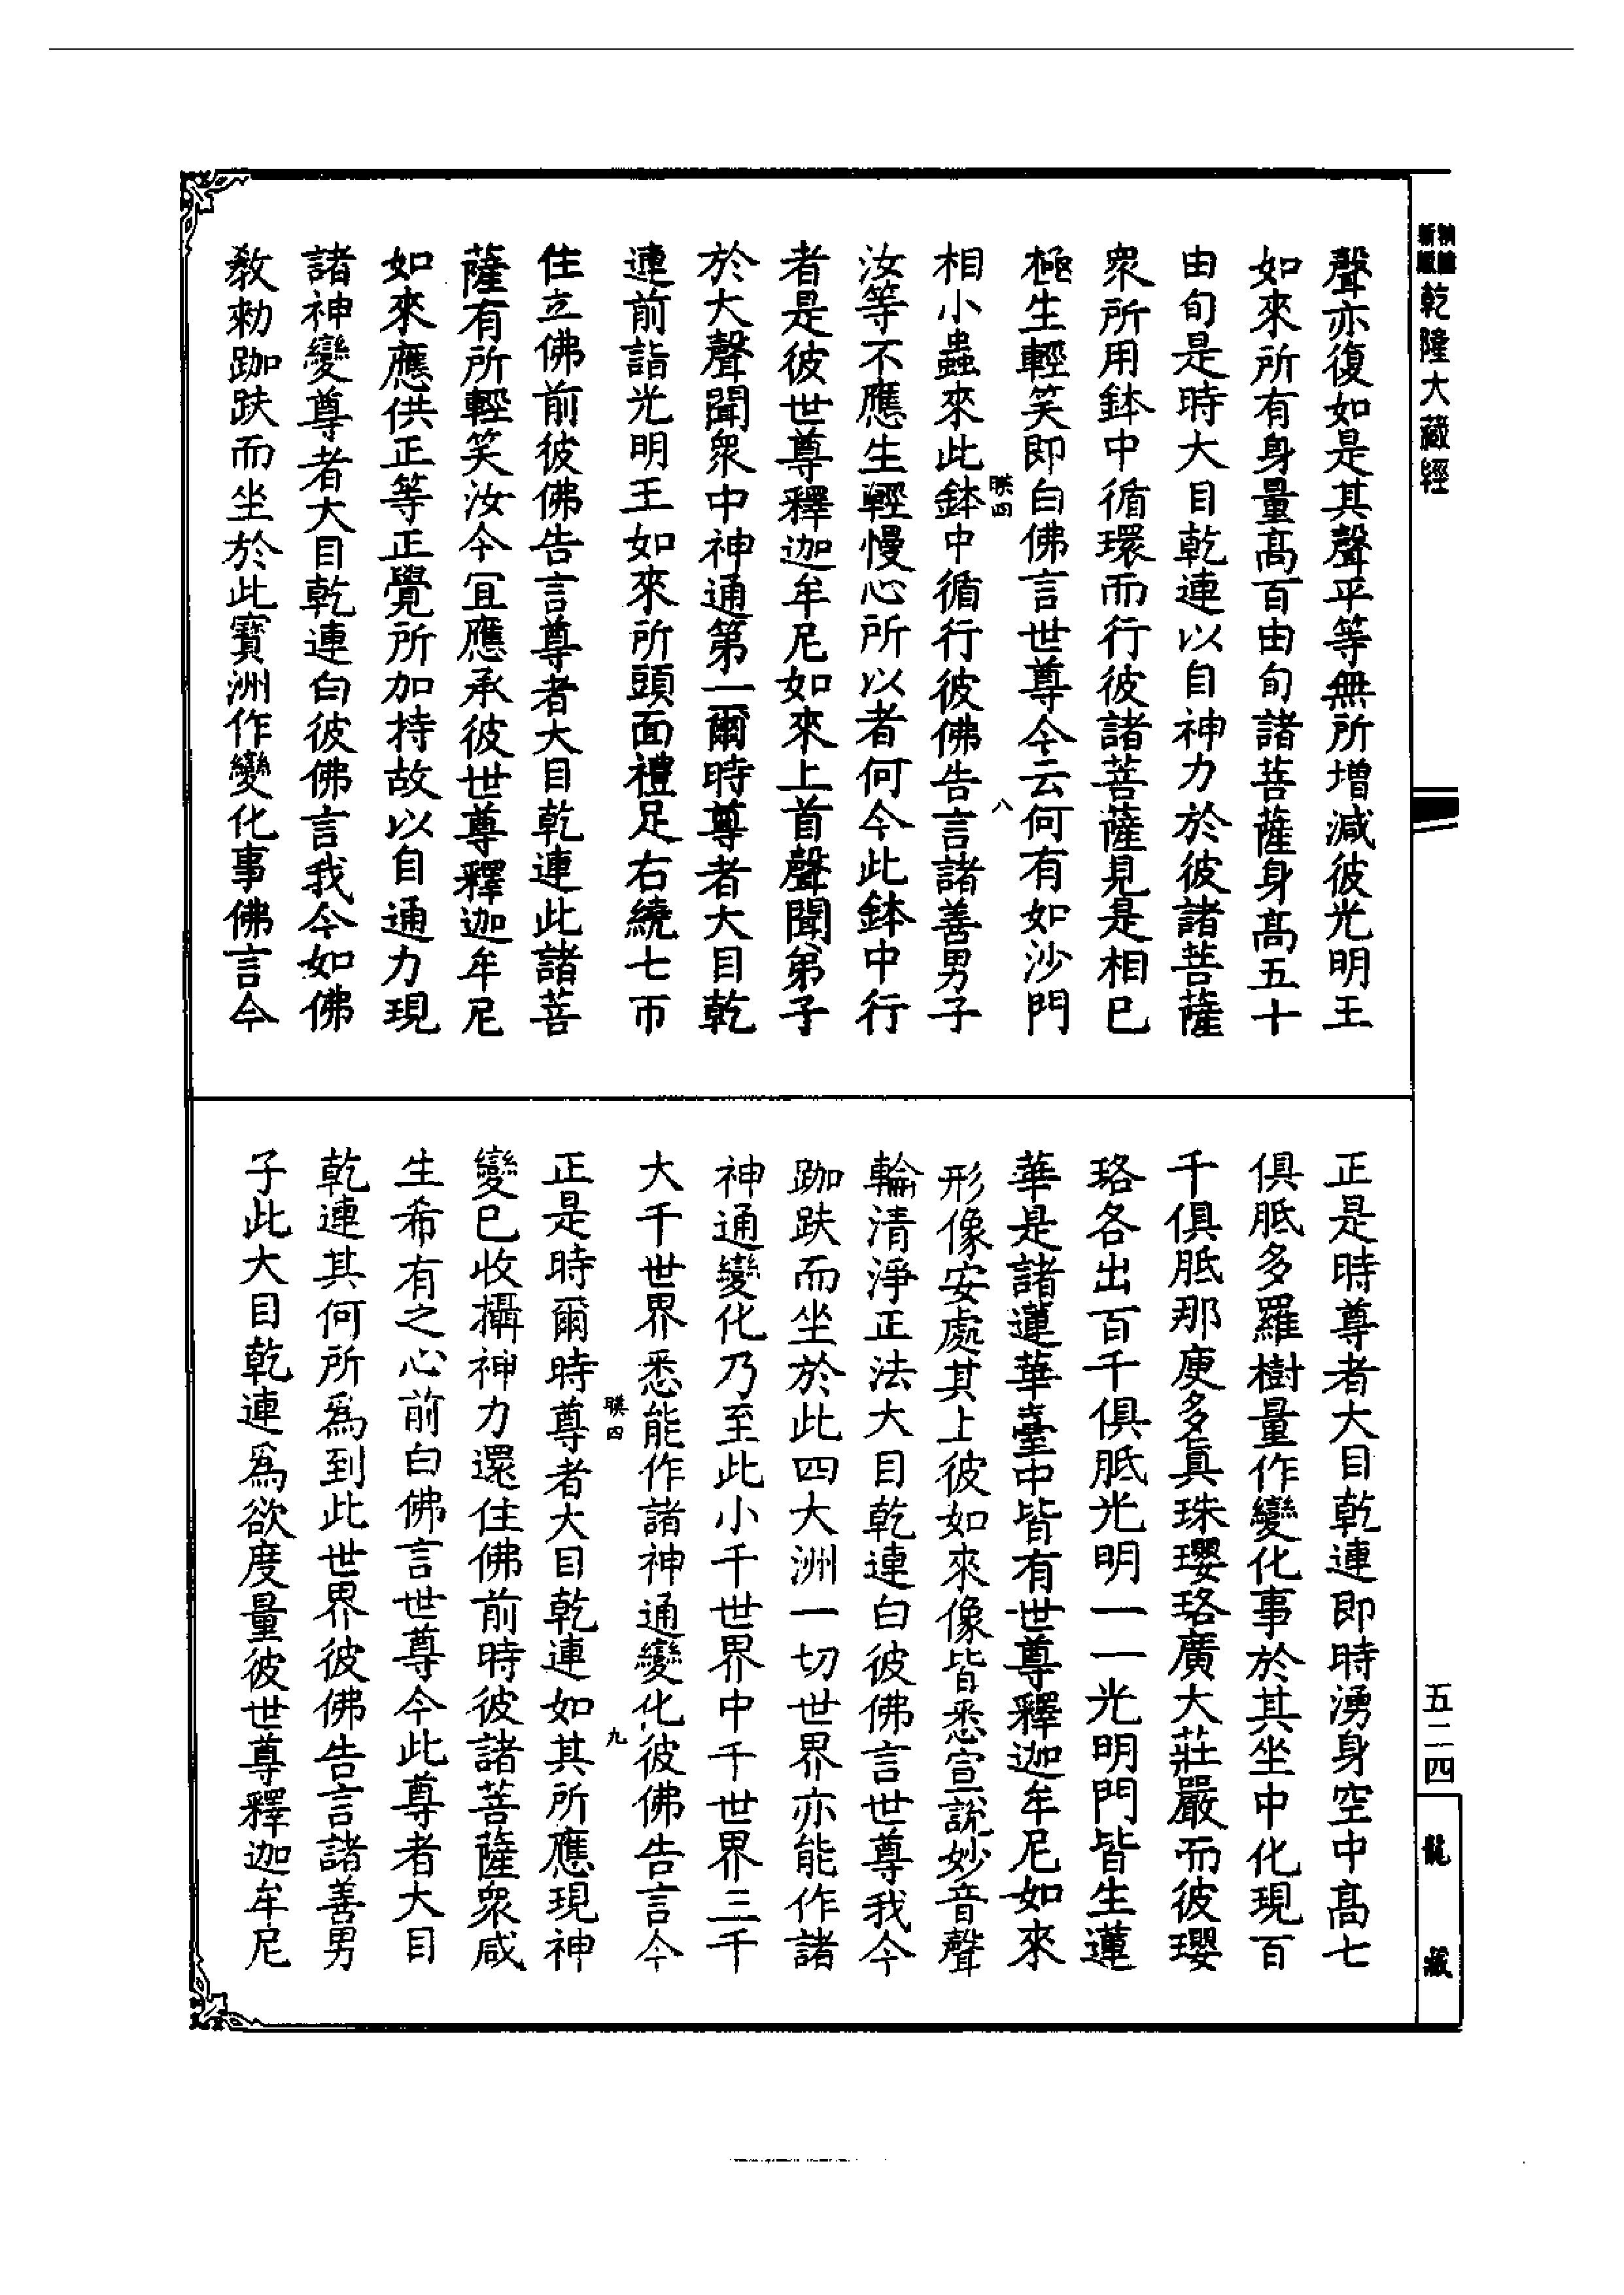 新編縮版乾隆大藏經
聲亦復如是其聲平等無所增減彼光明王
如來所有身量高百由旬諸菩薩身高五十
由旬是時大目乾連以自神力於彼諸菩薩
衆所用鉢中循環而行彼諸菩薩見是相已
極生輕笑即白佛言世尊今云何有如沙門
相小蟲來此鉢中循行彼佛告言諸善男子
暎四
八
汝等不應生輕慢心所以者何今此鉢中行
者是彼世尊釋迦牟尼如來上首聲聞弟子
於大聲聞衆中神通第一爾時尊者大目乾
連前詣光明王如來所頭面禮足右繞七帀
住立佛前彼佛告言尊者大目乾連此諸菩
薩有所輕笑汝今宜應承彼世尊釋迦牟尼
如來應供正等正覺所加持故以自通力現
諸神變尊者大目乾連白彼佛言我今如佛
教勅跏趺而坐於此寳洲作變化事佛言今
正是時尊者大目乾連即時湧身空中高七
俱胝多羅樹量作變化事於其坐中化現百
千俱胝那庾多真珠瓔珞廣大莊嚴而彼瓔
珞各出百千俱胝光明一一光明門皆生蓮
華是諸蓮華臺中皆有世尊釋迦牟尼如來
形像安處其上彼如來像皆悉宣說妙音聲
輪清淨正法大目乾連白彼佛言世尊我今
跏趺而坐於此四大洲一切世界亦能作諸
神通變化乃至此小千世界中千世界三千
大千世界悉能作諸神通變化彼佛告言今
暎四
九
正是時爾時尊者大目乾連如其所應現神
變已收攝神力還住佛前時彼諸菩薩衆咸
生希有之心前白佛言世尊今此尊者大目
乾連其何所爲到此世界彼佛告言諸善男
子此大目乾連爲欲度量彼世尊釋迦牟尼
五二四
龍藏